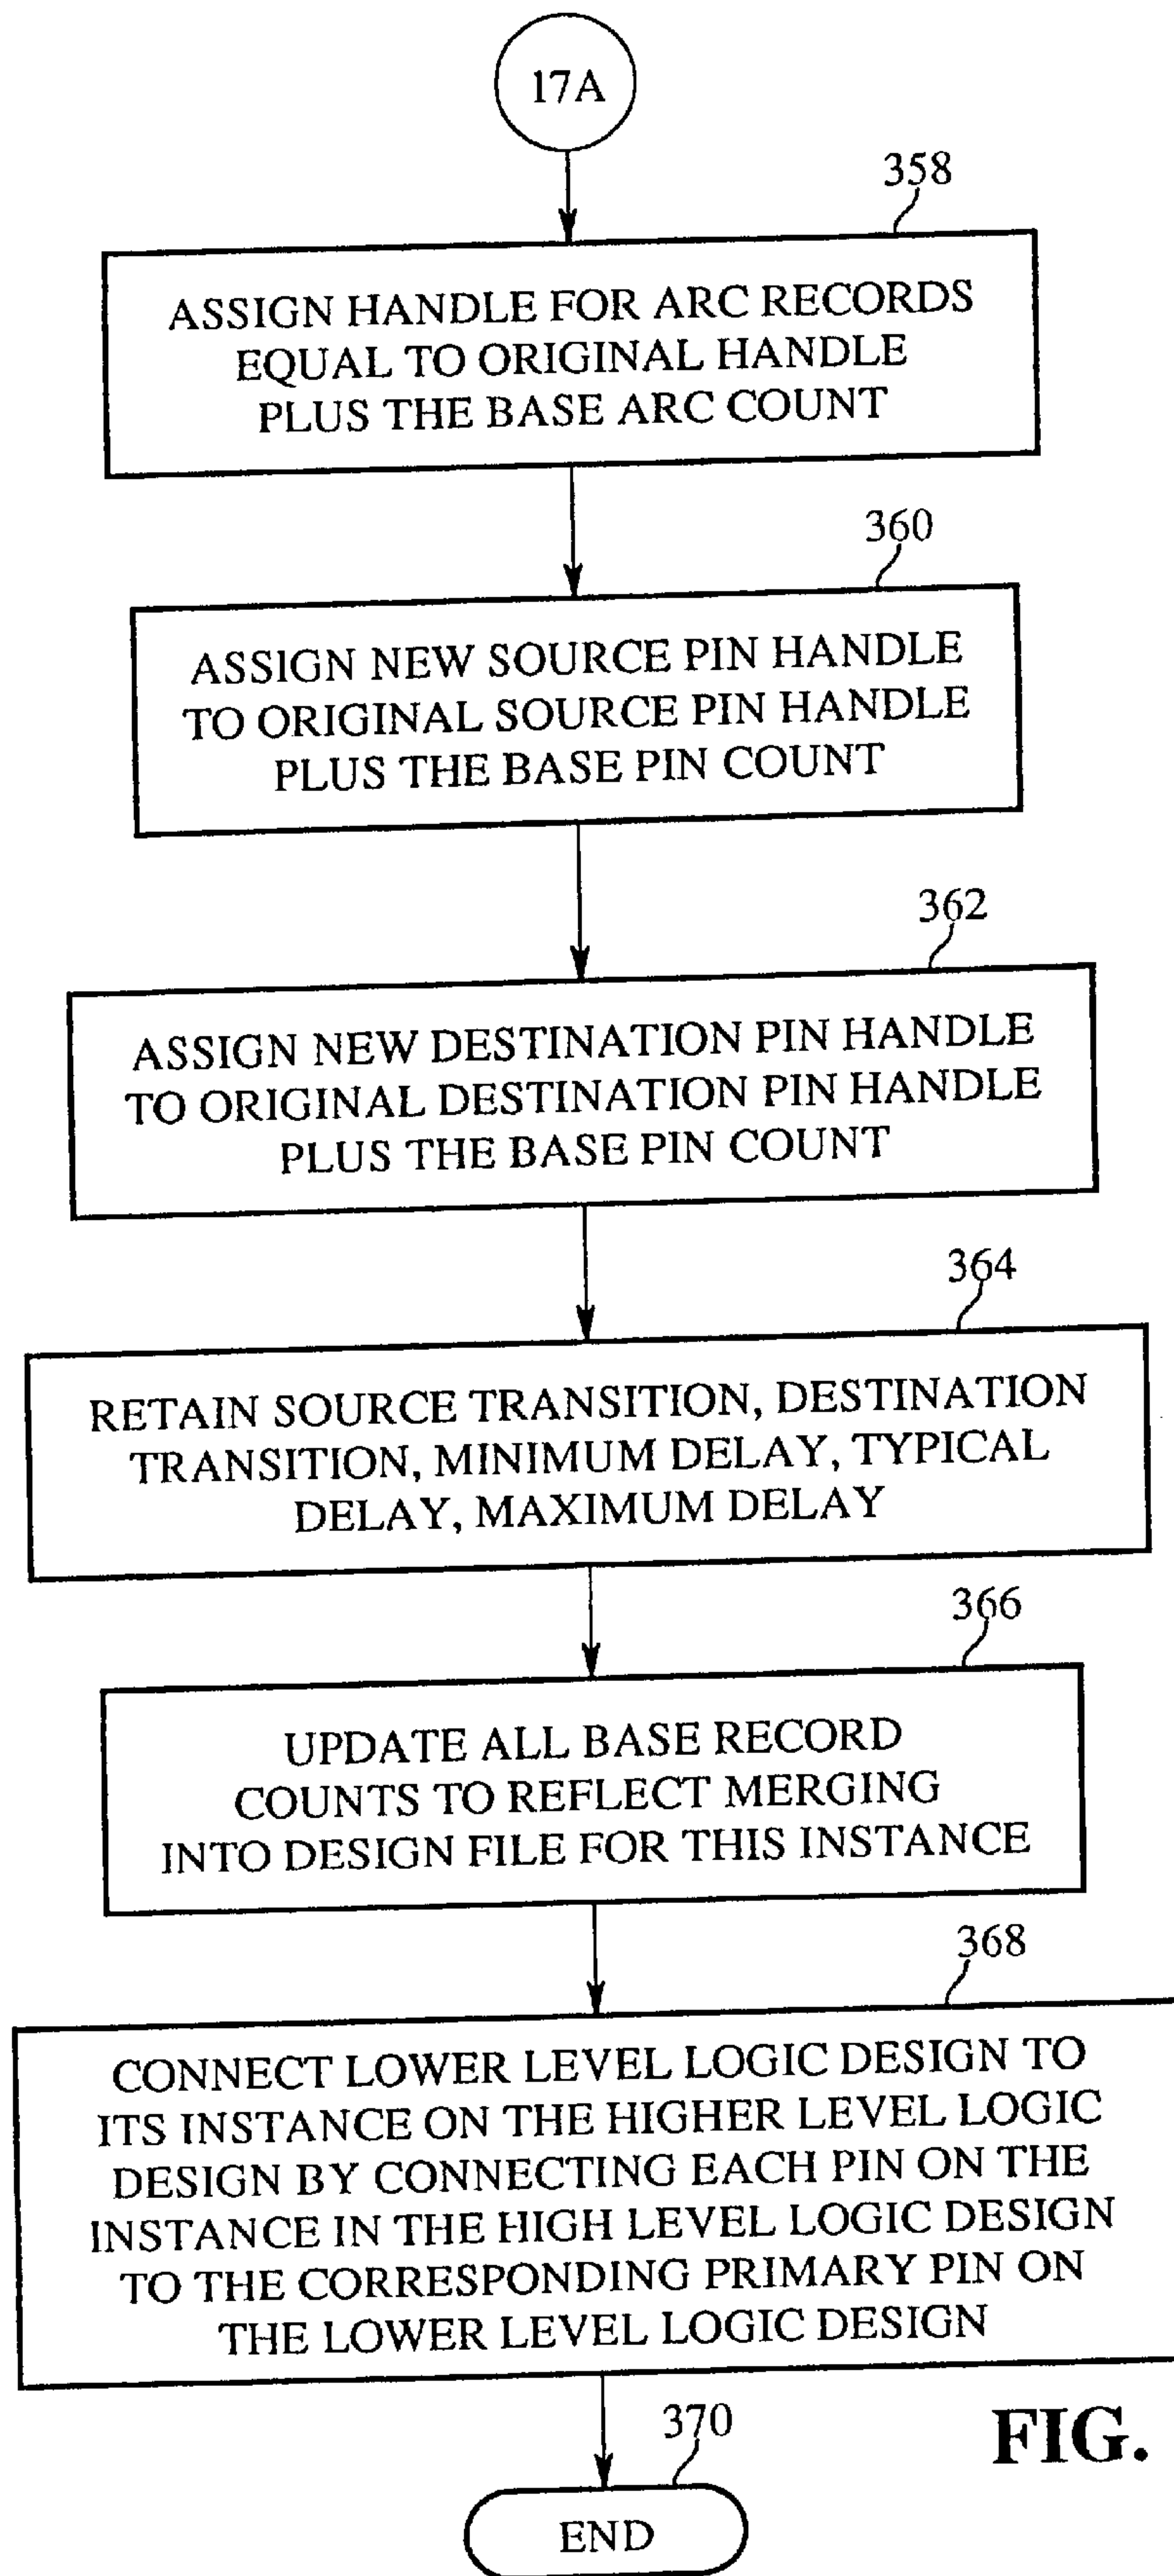 17A
358
ASSIGN HANDLE FOR ARC RECORDS
EQUAL TO ORIGINAL HANDLE
PLUS THE BASE ARC COUNT
360
ASSIGN NEW SOURCE PIN HANDLE
TO ORIGINAL SOURCE PIN HANDLE
PLUS THE BASE PIN COUNT
362
ASSIGN NEW DESTINATION PIN HANDLE
TO ORIGINAL DESTINATION PIN HANDLE
PLUS THE BASE PIN COUNT
364
RETAIN SOURCE TRANSITION, DESTINATION
TRANSITION, MINIMUM DELAY, TYPICAL
DELAY, MAXIMUM DELAY
366
UPDATE ALL BASE RECORD
COUNTS TO REFLECT MERGING
INTO DESIGN FILE FOR THIS INSTANCE
368
CONNECT LOWER LEVEL LOGIC DESIGN TO
ITS INSTANCE ON THE HIGHER LEVEL LOGIC
DESIGN BY CONNECTING EACH PIN ON THE
INSTANCE IN THE HIGH LEVEL LOGIC DESIGN
TO THE CORRESPONDING PRIMARY PIN ON
THE LOWER LEVEL LOGIC DESIGN
370
FIG.
END